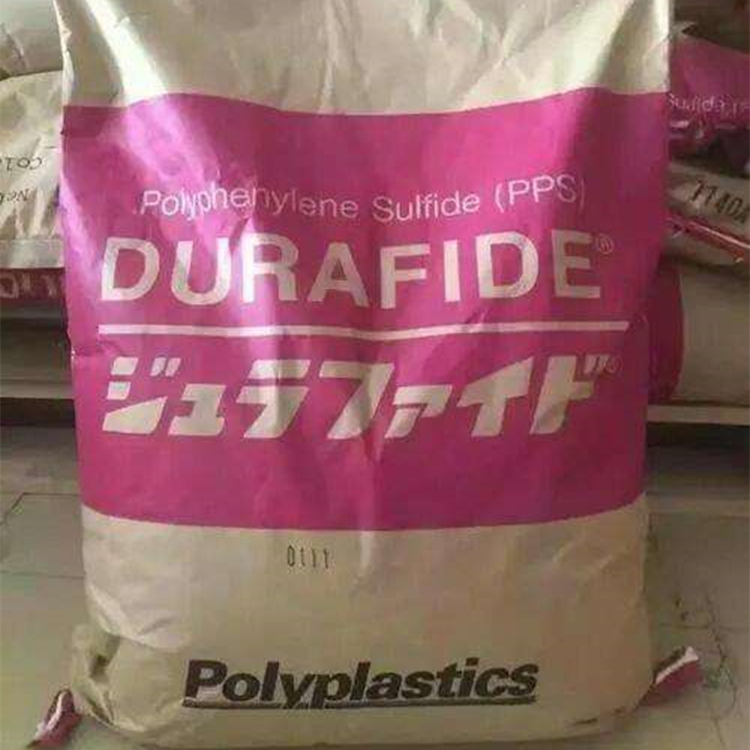 Polyphenylene Sulfide (PPS)
DURAFIDE®
ジュラファイド®
0111
Polyplastics